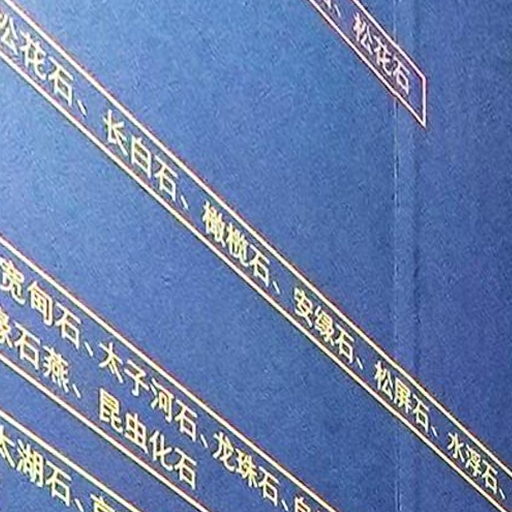 、松花石
松花石、长白石、橄榄石、安绿石、松屏石、水浮石、
宽甸石、太子河石、龙珠石、
石燕、昆虫化石
太湖石、